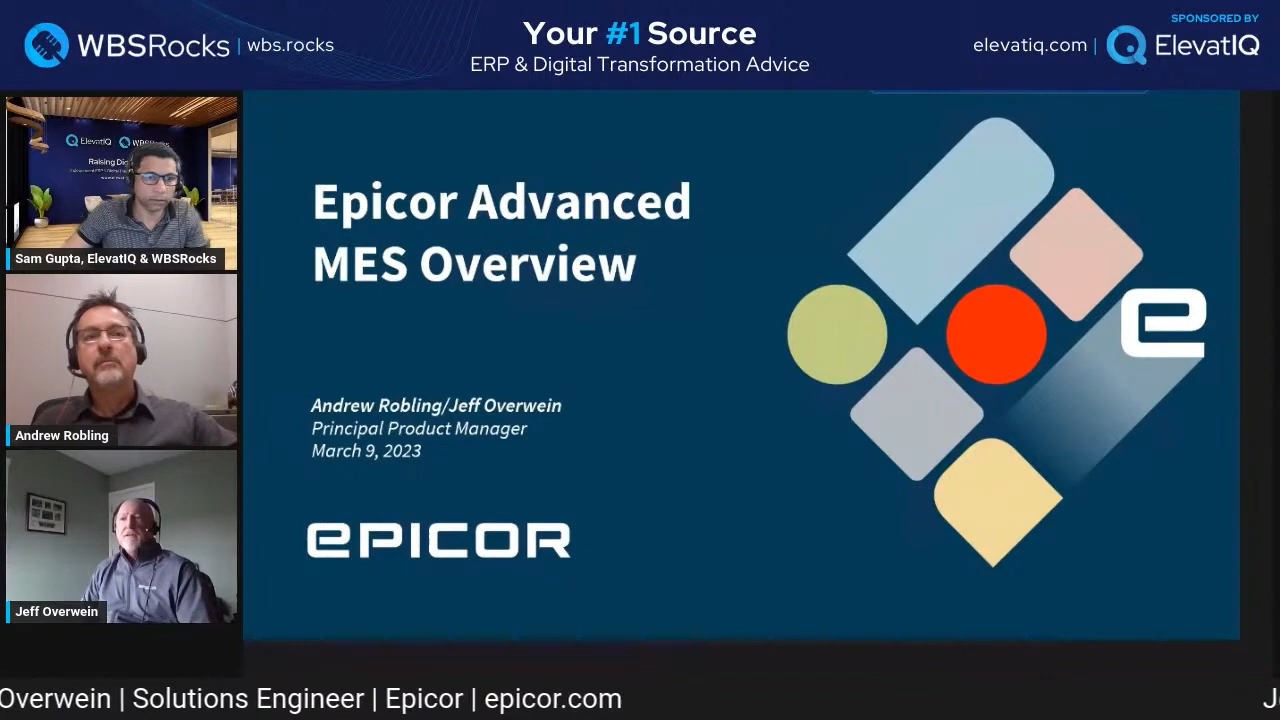 WBSRocks | wbs.rocks
Your #1 Source
ERP & Digital Transformation Advice
SPONSORED BY
elevatiq.com | ElevatIQ
ElevatIQ
Sam Gupta, ElevatIQ & WBSRocks
Andrew Robling
Jeff Overwein
Epicor Advanced
MES Overview
Andrew Robling/Jeff Overwein
Principal Product Manager
March 9, 2023
EPICOR
e
Overwein | Solutions Engineer | Epicor | epicor.com